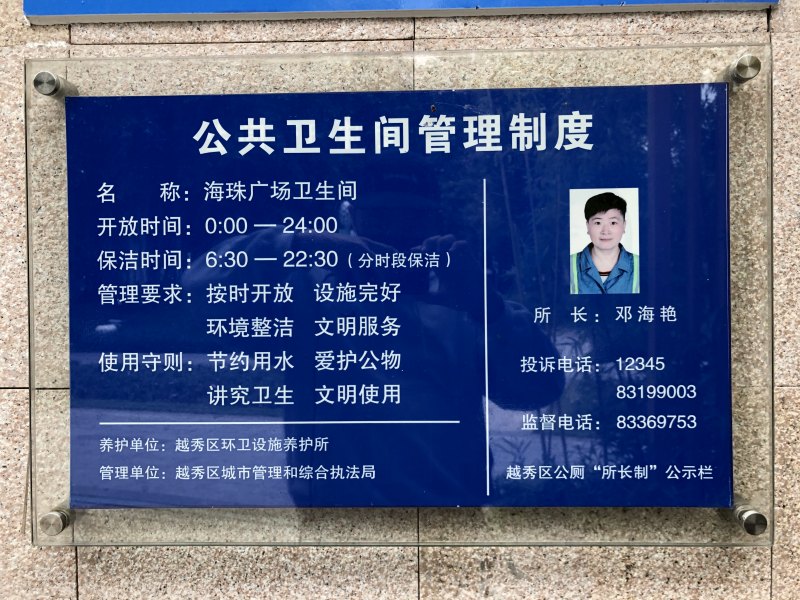 公共卫生间管理制度
名 称：海珠广场卫生间
开放时间：0:00 — 24:00
保洁时间：6:30 — 22:30（分时段保洁）
管理要求：按时开放 设施完好
环境整洁 文明服务
使用守则：节约用水 爱护公物
讲究卫生 文明使用
养护单位：越秀区环卫设施养护所
管理单位：越秀区城市管理和综合执法局
所 长：邓海艳
投诉电话：12345
83199003
监督电话：83369753
越秀区公厕“所长制”公示栏